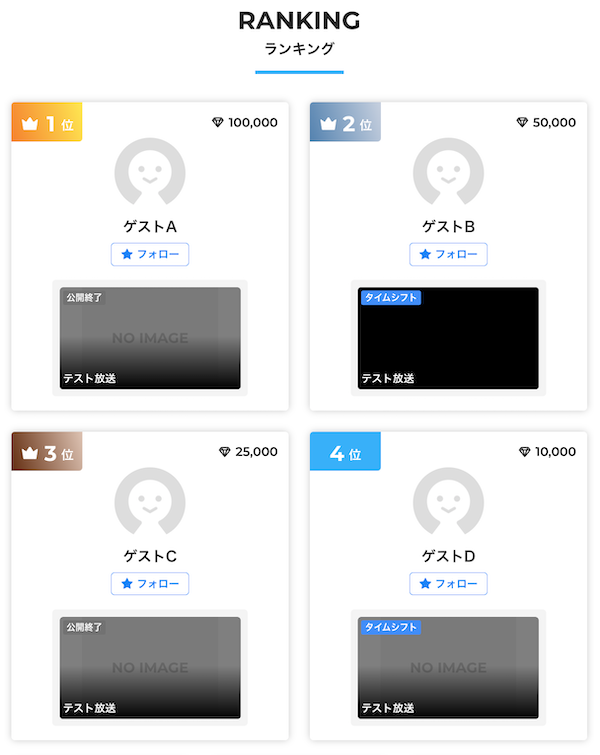 RANKING
ランキング
1 位
100,000
ゲストA
フォロー
公開終了
NO IMAGE
テスト放送
2 位
50,000
ゲストB
フォロー
タイムシフト
テスト放送
3 位
25,000
ゲストC
フォロー
公開終了
NO IMAGE
テスト放送
4 位
10,000
ゲストD
フォロー
タイムシフト
NO IMAGE
テスト放送